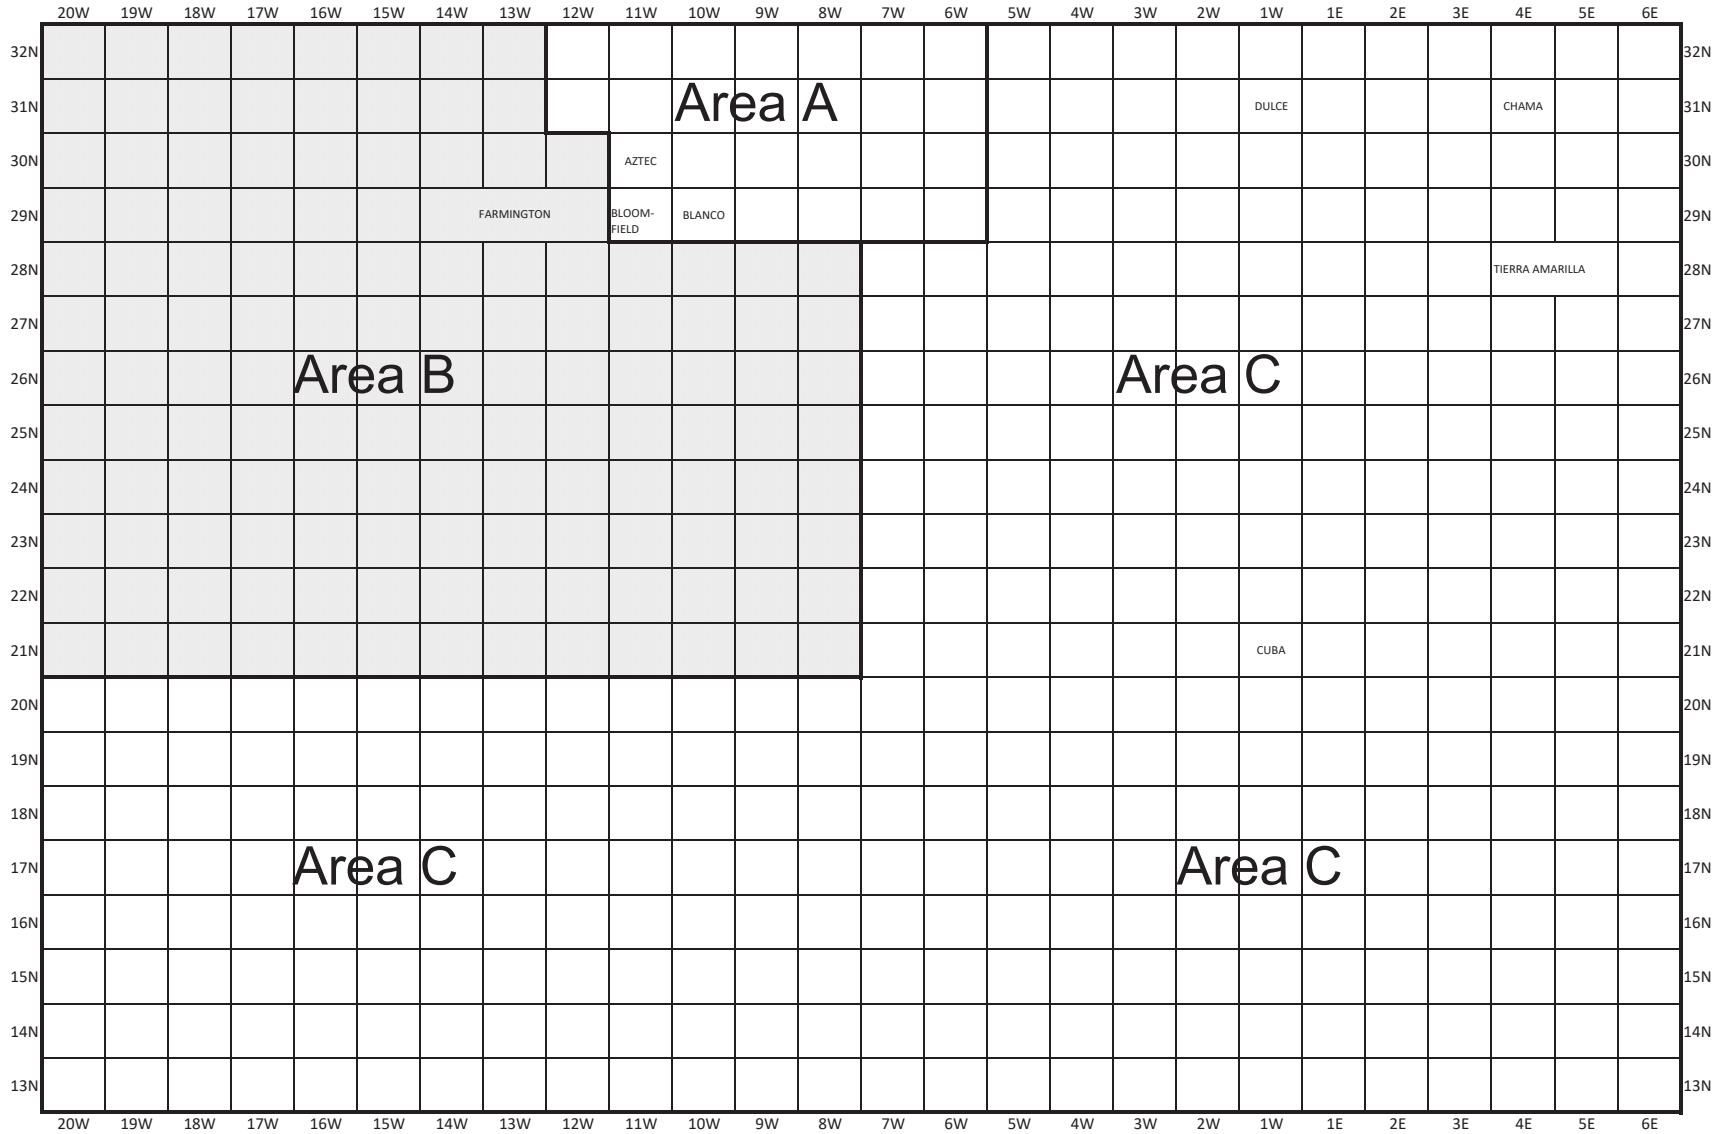 20W 19W 18W 17W 16W 15W 14W 13W 12W 11W 10W 9W 8W 7W 6W 5W 4W 3W 2W 1W 1E 2E 3E 4E 5E 6E
32N 32N
31N Area A DULCE CHAMA 31N
30N AZTEC 30N
29N FARMINGTON BLOOM- BLANCO 29N
FIELD
28N TIERRA AMARILLA 28N
27N 27N
26N Area B Area C 26N
25N 25N
24N 24N
23N 23N
22N 22N
21N CUBA 21N
20N 20N
19N 19N
18N 18N
17N Area C Area C 17N
16N 16N
15N 15N
14N 14N
13N 13N
20W 19W 18W 17W 16W 15W 14W 13W 12W 11W 10W 9W 8W 7W 6W 5W 4W 3W 2W 1W 1E 2E 3E 4E 5E 6E